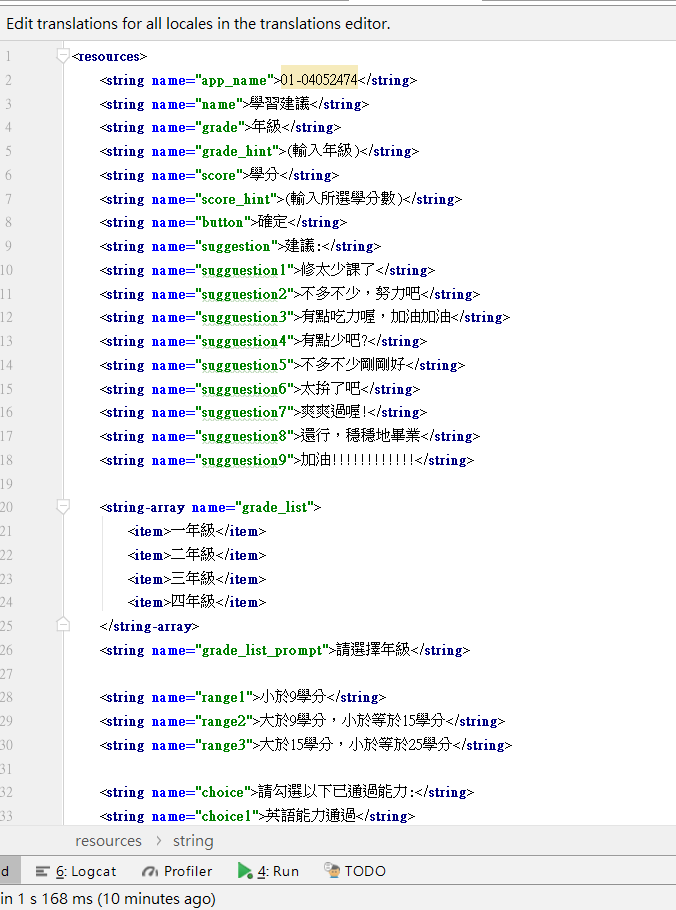 Edit translations for all locales in the translations editor.
1 <resources>
2 <string name="app_name">01-04052474</string>
3 <string name="name">學習建議</string>
4 <string name="grade">年級</string>
5 <string name="grade_hint">(輸入年級)</string>
6 <string name="score">學分</string>
7 <string name="score_hint">(輸入所選學分數)</string>
8 <string name="button">確定</string>
9 <string name="suggestion">建議:</string>
10 <string name="sugguestion1">修太少課了</string>
11 <string name="sugguestion2">不多不少，努力吧</string>
12 <string name="sugguestion3">有點吃力喔，加油加油</string>
13 <string name="sugguestion4">有點少吧?</string>
14 <string name="sugguestion5">不多不少剛剛好</string>
15 <string name="sugguestion6">太拚了吧</string>
16 <string name="sugguestion7">爽爽過喔!</string>
17 <string name="sugguestion8">還行，穩穩地畢業</string>
18 <string name="sugguestion9">加油!!!!!!!!!!!!</string>
19
20 <string-array name="grade_list">
21 <item>一年級</item>
22 <item>二年級</item>
23 <item>三年級</item>
24 <item>四年級</item>
25 </string-array>
26 <string name="grade_list_prompt">請選擇年級</string>
27
28 <string name="range1">小於9學分</string>
29 <string name="range2">大於9學分，小於等於15學分</string>
30 <string name="range3">大於15學分，小於等於25學分</string>
31
32 <string name="choice">請勾選以下已通過能力:</string>
33 <string name="choice1">英語能力通過</string>
resources › string
d 6: Logcat Profiler 4: Run TODO
in 1 s 168 ms (10 minutes ago)